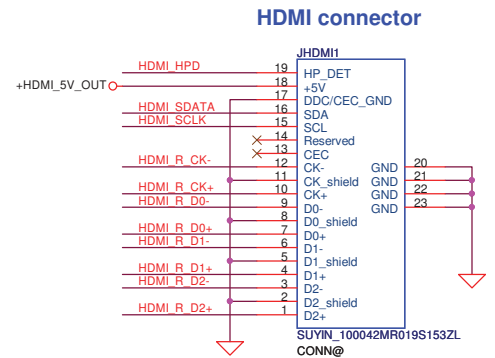 HDMI connector
JHDMI1
HDMI_HPD 19 HP_DET
+HDMI_5V_OUT 18 +5V
17 DDC/CEC_GND
HDMI_SDATA 16 SDA
HDMI_SCLK 15 SCL
14 Reserved
13 CEC
HDMI_R_CK- 12 CK- GND 20
11 CK_shield GND 21
HDMI_R_CK+ 10 CK+ GND 22
HDMI_R_D0- 9 D0- GND 23
8 D0_shield
HDMI_R_D0+ 7 D0+
HDMI_R_D1- 6 D1-
5 D1_shield
HDMI_R_D1+ 4 D1+
HDMI_R_D2- 3 D2-
2 D2_shield
HDMI_R_D2+ 1 D2+
SUYIN_100042MR019S153ZL
CONN@